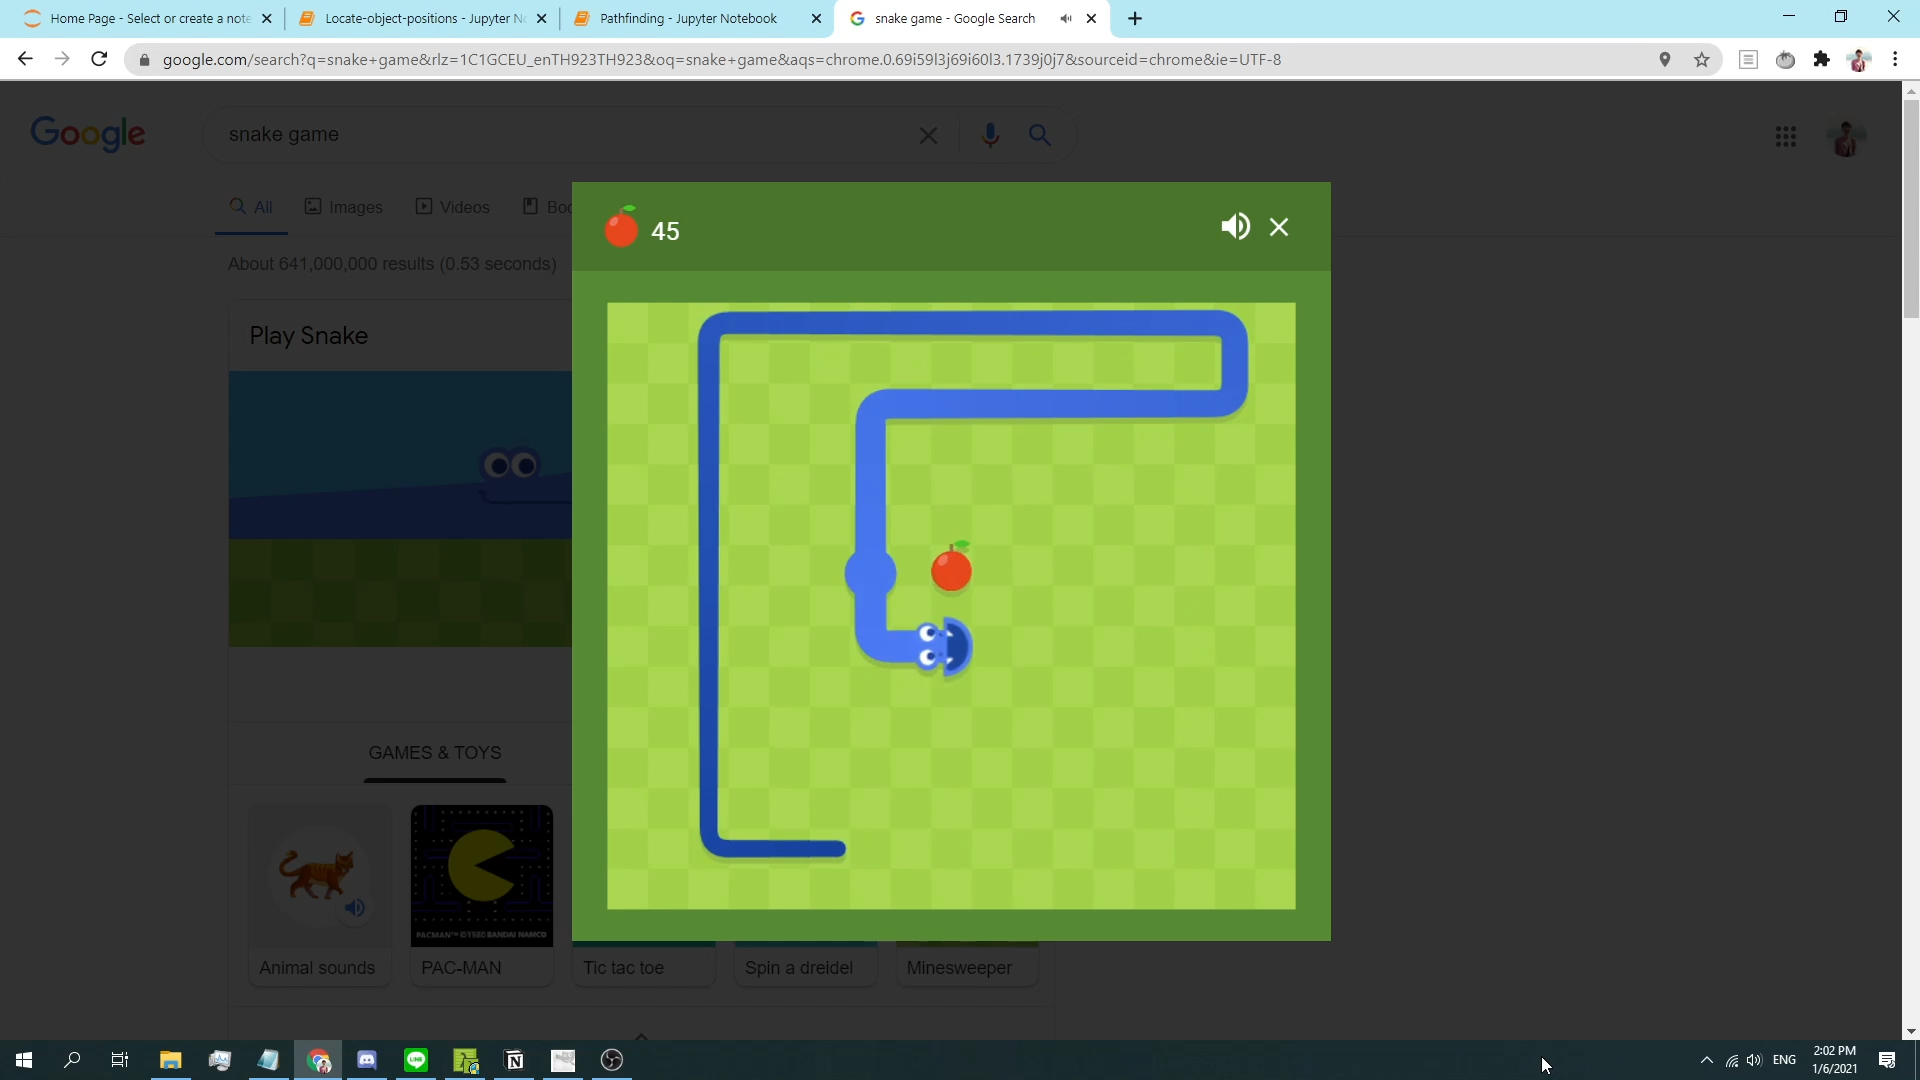 Home Page - Select or create a note
Locate-object-positions - Jupyter N
Pathfinding - Jupyter Notebook
snake game - Google Search
google.com/search?q=snake+game&rlz=1C1GCEU_enTH923TH923&oq=snake+game&aqs=chrome.0.69i59l3j69i60l3.1739j0j7&sourceid=chrome&ie=UTF-8
Google
snake game
All
Images
Videos
Boo
45
About 641,000,000 results (0.53 seconds)
Play Snake
GAMES & TOYS
PACMAN™ ©1980 BANDAI NAMCO
Animal sounds
PAC-MAN
Tic tac toe
Spin a dreidel
Minesweeper
ENG
2:02 PM
1/6/2021